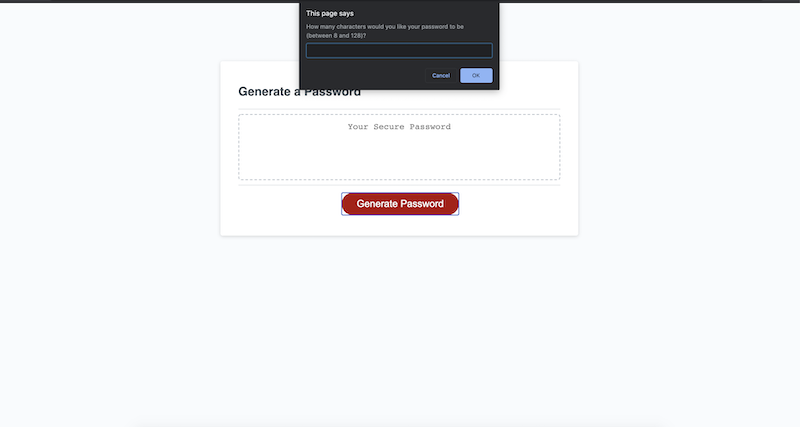 This page says
How many characters would you like your password to be
(between 8 and 128)?
Cancel
OK
Generate a Password
Your Secure Password
Generate Password